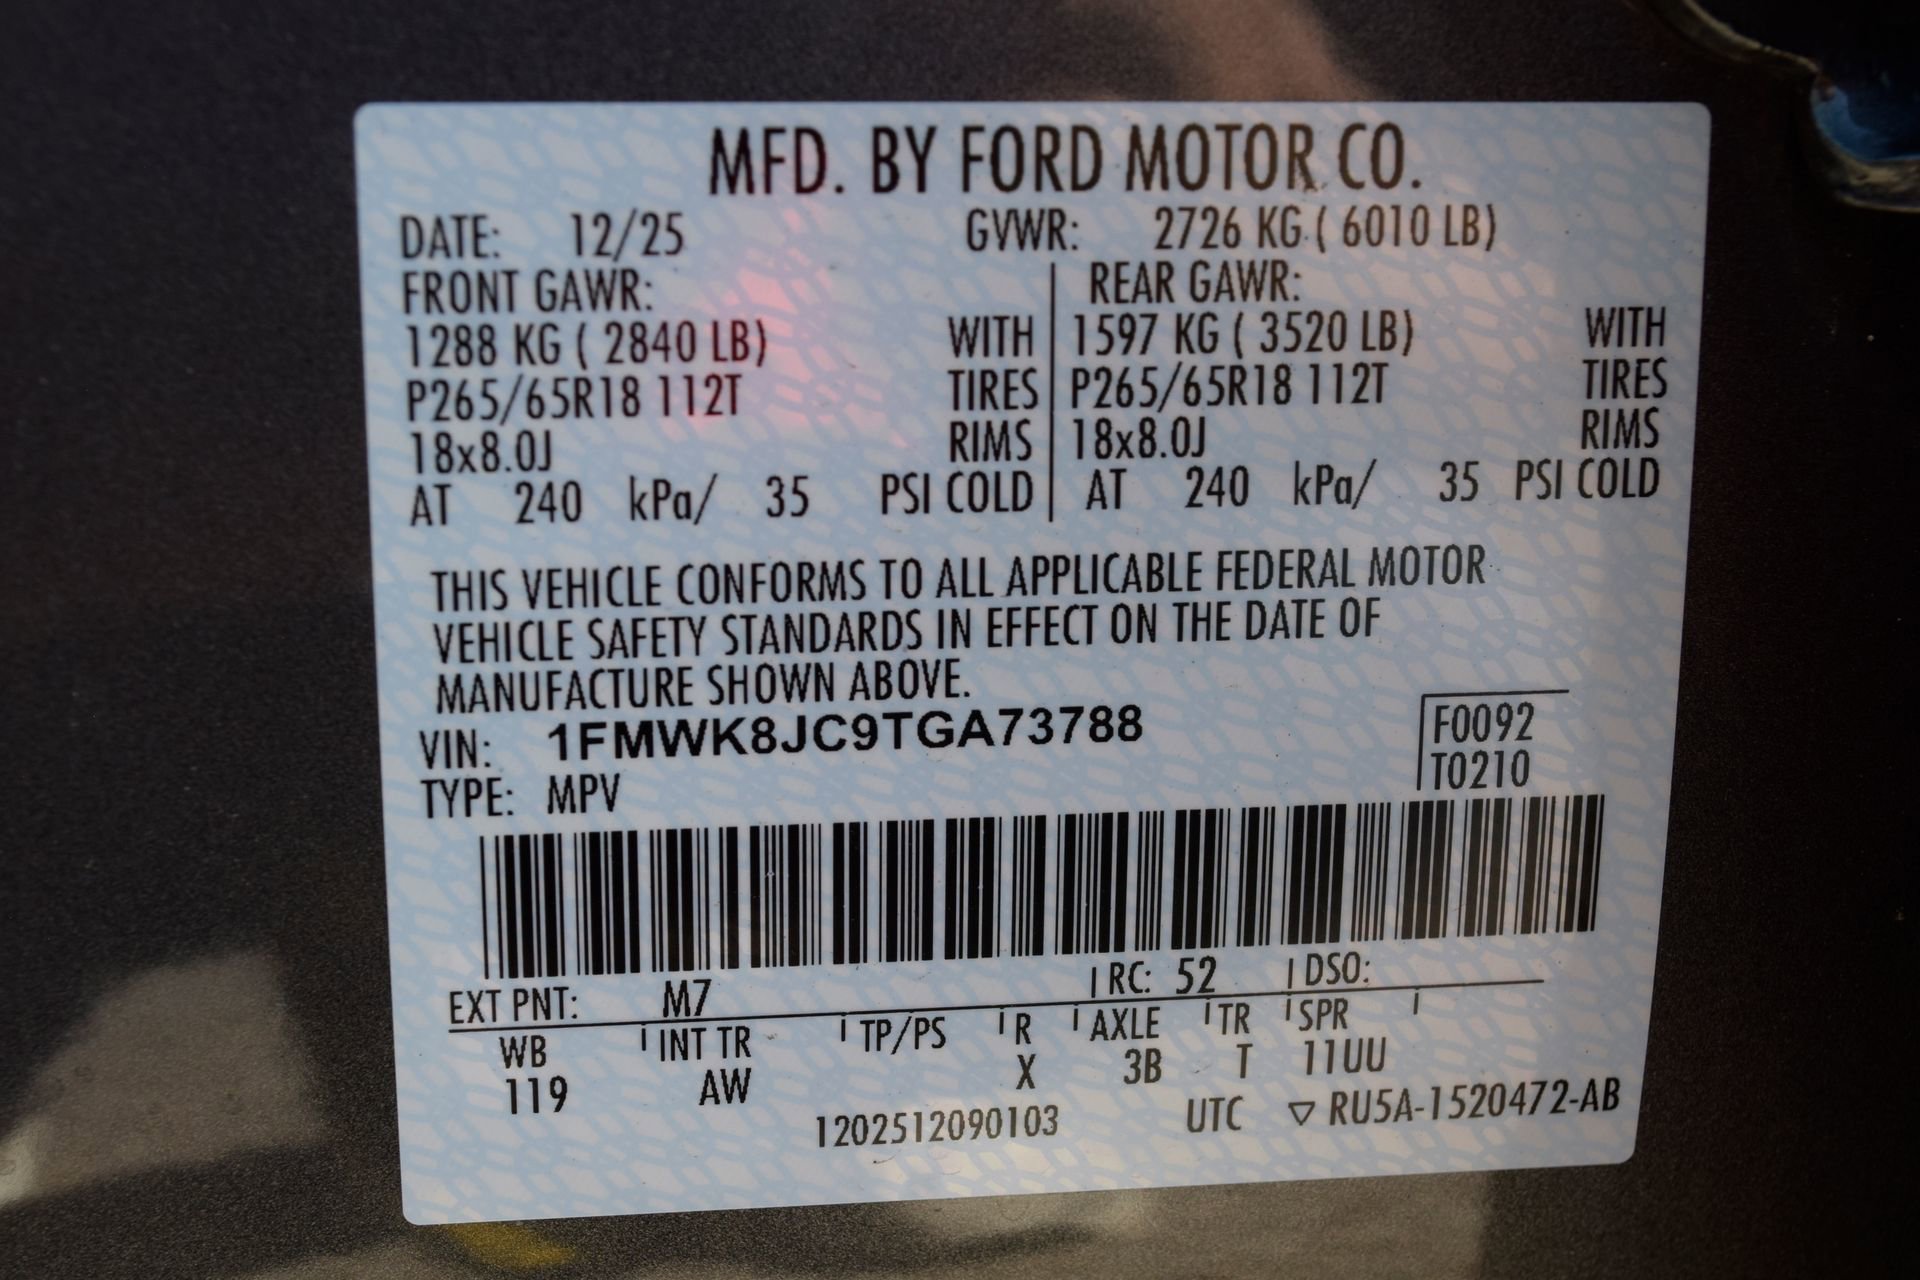 MFD. BY FORD MOTOR CO.
DATE: 12/25 GVWR: 2726 KG ( 6010 LB)
FRONT GAWR: REAR GAWR:
1288 KG ( 2840 LB) WITH 1597 KG ( 3520 LB) WITH
P265/65R18 112T TIRES P265/65R18 112T TIRES
18x8.0J RIMS 18x8.0J RIMS
AT 240 kPa/ 35 PSI COLD AT 240 kPa/ 35 PSI COLD
THIS VEHICLE CONFORMS TO ALL APPLICABLE FEDERAL MOTOR
VEHICLE SAFETY STANDARDS IN EFFECT ON THE DATE OF
MANUFACTURE SHOWN ABOVE.
VIN: 1FMWK8JC9TGA73788 F0092
TYPE: MPV T0210
EXT PNT: M7 RC: 52 DSO:
WB INT TR TP/PS R AXLE TR SPR
119 AW X 3B T 11UU
1202512090103 UTC ▽ RU5A-1520472-AB